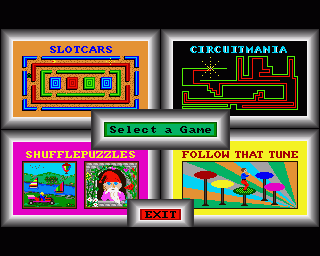 SLOTCARS
CIRCUITMANIA
Select a Game
SHUFFLEPUZZLES
FOLLOW THAT TUNE
EXIT